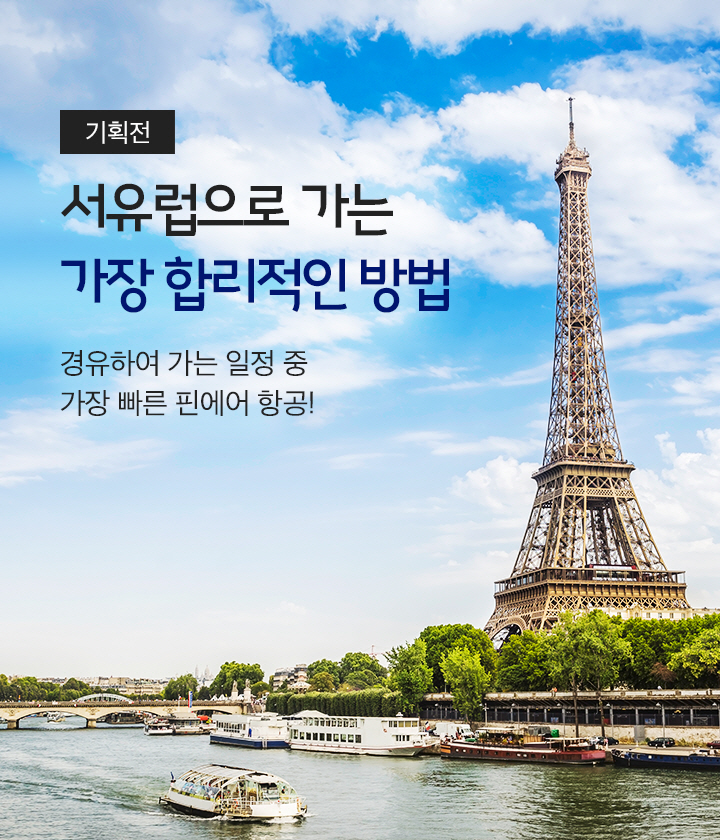 기획전
서유럽으로 가는
가장 합리적인 방법
경유하여 가는 일정 중
가장 빠른 핀에어 항공!